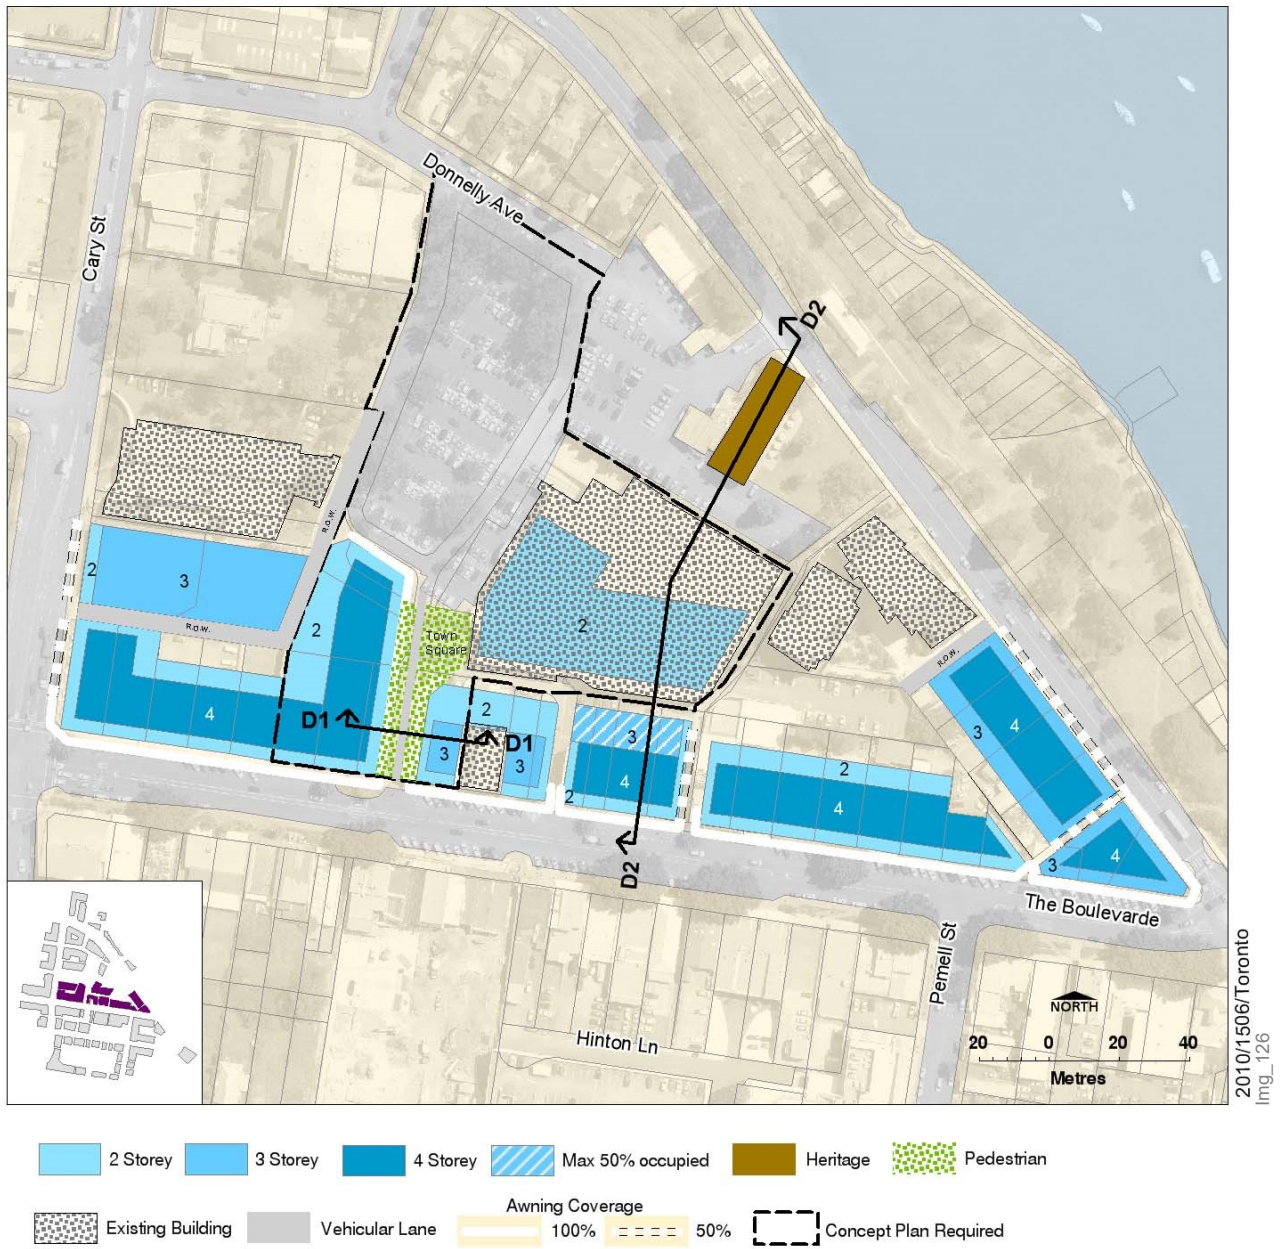 Donnelly Ave
Cary St
D2
R.O.W.
2
3
R.O.W.
2
2
Town
Square
R.O.W.
4
D1
2
D1
3
3
3
4
2
2
4
3
4
3
4
D2
The Boulevarde
Pemell St
Hinton Ln
NORTH
20 0 20 40
Metres
2010/1506/Toronto
Img_126
2 Storey
3 Storey
4 Storey
Max 50% occupied
Heritage
Pedestrian
Existing Building
Vehicular Lane
Awning Coverage
100%
50%
Concept Plan Required